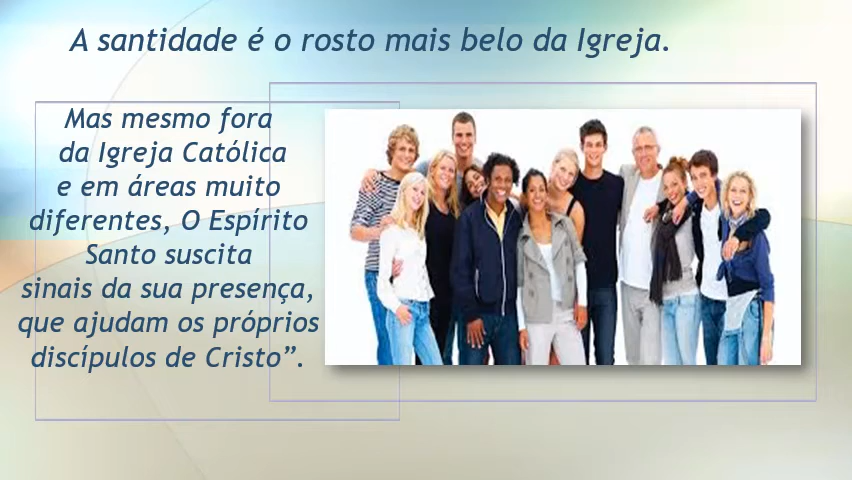 A santidade é o rosto mais belo da Igreja.
Mas mesmo fora
da Igreja Católica
e em áreas muito
diferentes, O Espírito
Santo suscita
sinais da sua presença,
que ajudam os próprios
discípulos de Cristo”.